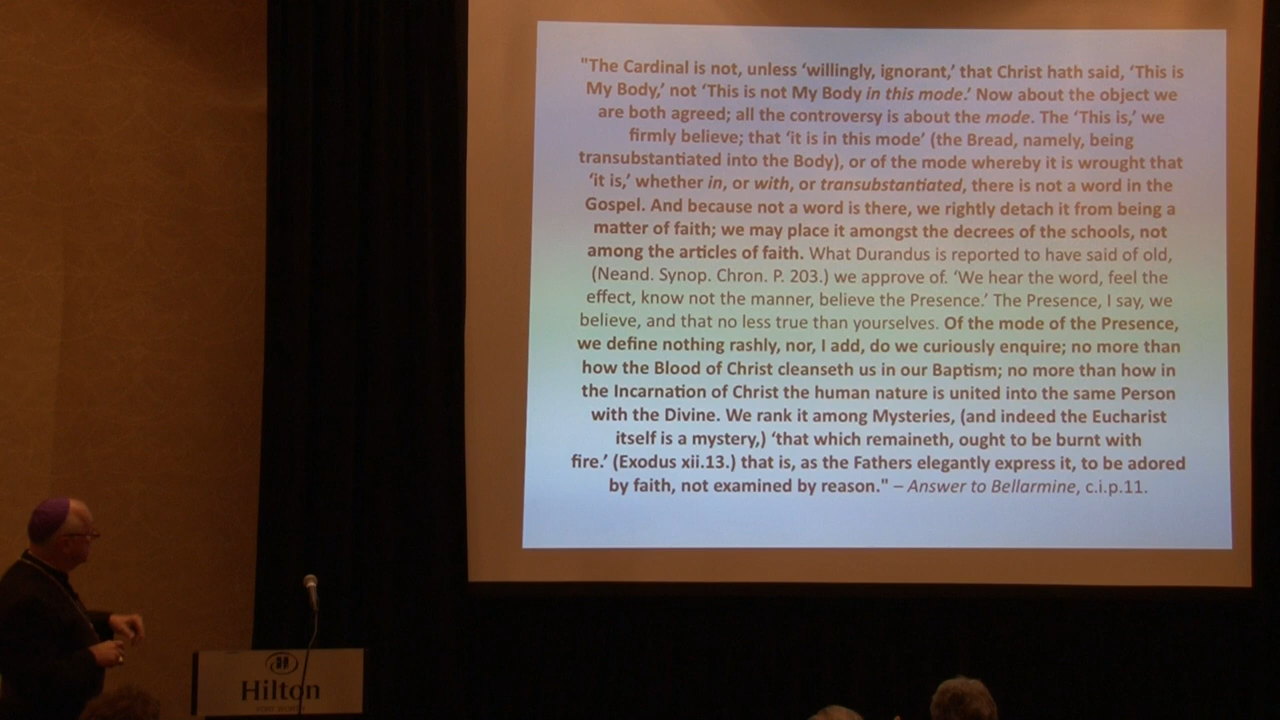 "The Cardinal is not, unless ‘willingly, ignorant,’ that Christ hath said, ‘This is
My Body,’ not ‘This is not My Body in this mode.’ Now about the object we
are both agreed; all the controversy is about the mode. The ‘This is,’ we
firmly believe; that ‘it is in this mode’ (the Bread, namely, being
transubstantiated into the Body), or of the mode whereby it is wrought that
‘it is,’ whether in, or with, or transubstantiated, there is not a word in the
Gospel. And because not a word is there, we rightly detach it from being a
matter of faith; we may place it amongst the decrees of the schools, not
among the articles of faith. What Durandus is reported to have said of old,
(Neand. Synop. Chron. P. 203.) we approve of. ‘We hear the word, feel the
effect, know not the manner, believe the Presence.’ The Presence, I say, we
believe, and that no less true than yourselves. Of the mode of the Presence,
we define nothing rashly, nor, I add, do we curiously enquire; no more than
how the Blood of Christ cleanseth us in our Baptism; no more than how in
the Incarnation of Christ the human nature is united into the same Person
with the Divine. We rank it among Mysteries, (and indeed the Eucharist
itself is a mystery,) ‘that which remaineth, ought to be burnt with
fire.’ (Exodus xii.13.) that is, as the Fathers elegantly express it, to be adored
by faith, not examined by reason." – Answer to Bellarmine, c.i.p.11.
H
Hilton
FORT WORTH